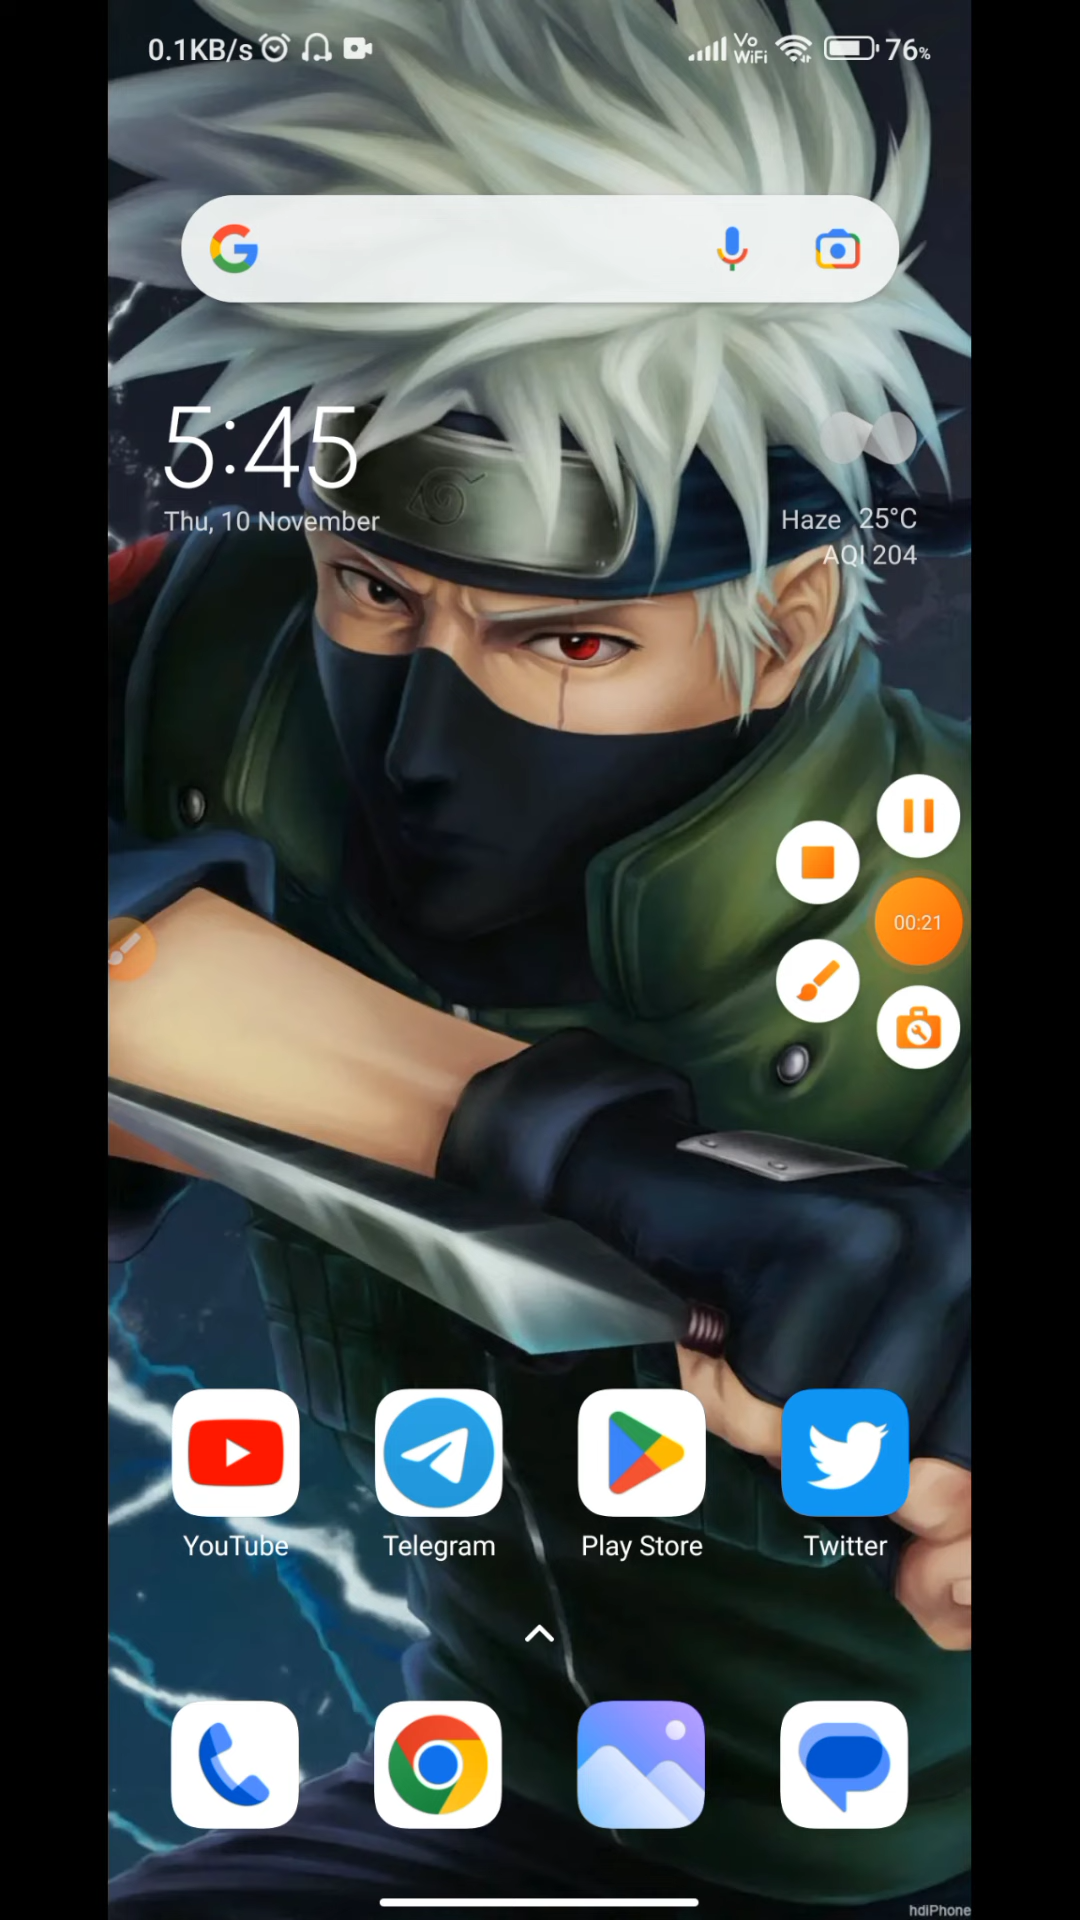 0.1KB/s
Vo
WiFi
76%
5:45
Thu, 10 November
Haze 25°C
AQI 204
00:21
YouTube
Telegram
Play Store
Twitter
hdiPhone